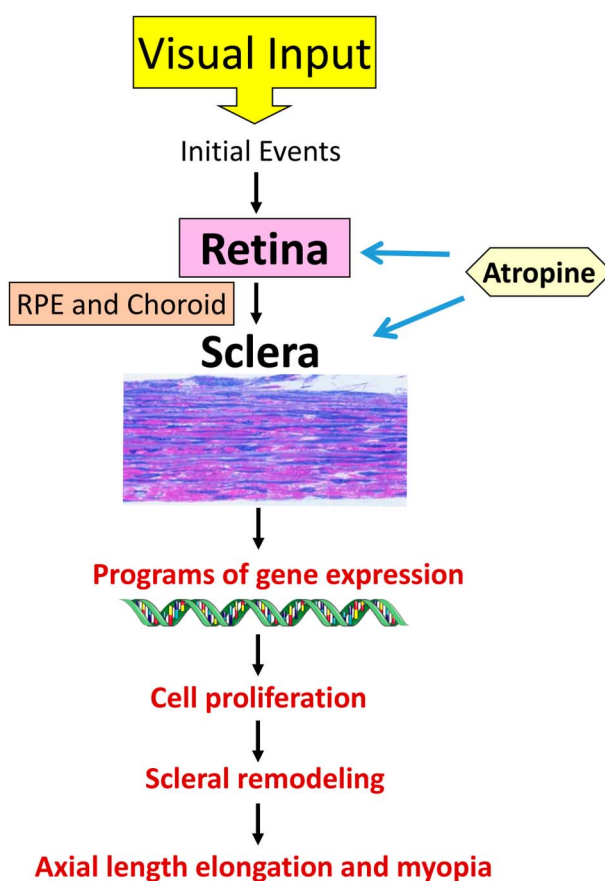 Visual Input
Initial Events
Retina
Atropine
RPE and Choroid
Sclera
Programs of gene expression
Cell proliferation
Scleral remodeling
Axial length elongation and myopia